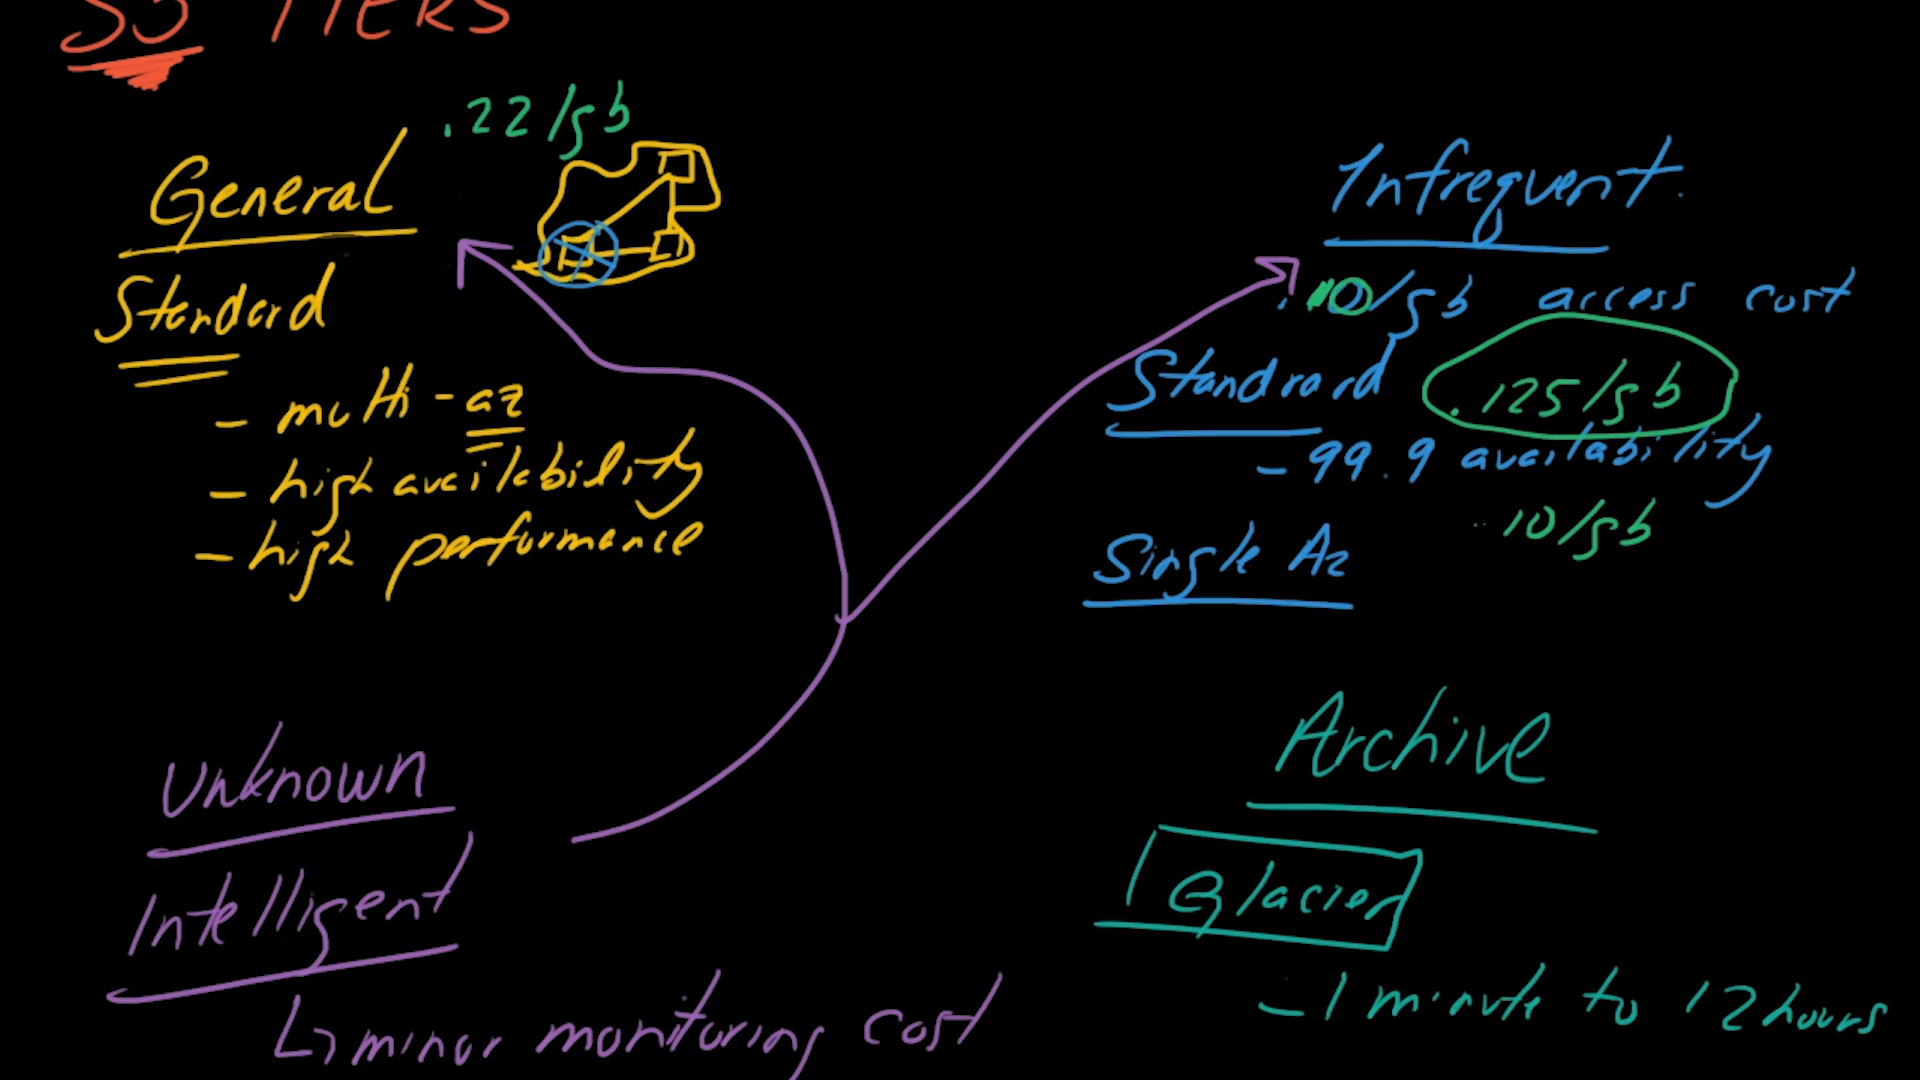 S3 TIERS
.22/gb
General
Standard
- multi-az
- high availability
- high performance
Infrequent
.10/gb access cost
Standard .125/gb
- 99.9 availability
.10/gb
Single Az
Unknown
Intelligent
minor monitoring cost
Archive
Glacier
- 1 minute to 12 hours